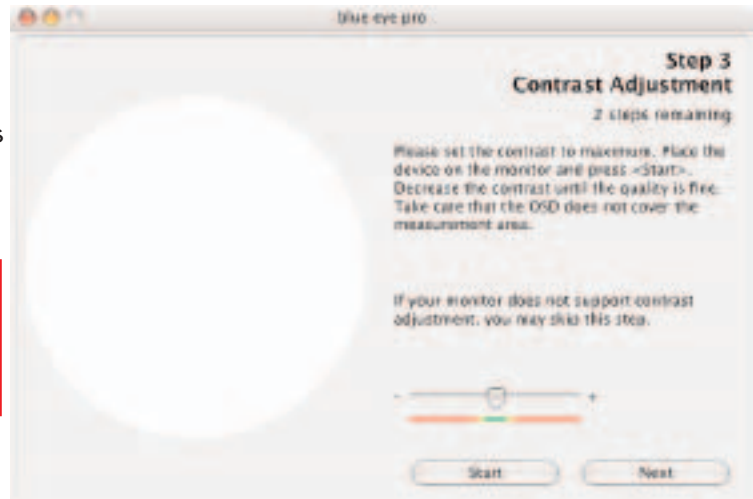 blue eye pro
Step 3
Contrast Adjustment
2 steps remaining
Please set the contrast to maximum. Place the
device on the monitor and press <Start>.
Decrease the contrast until the quality is fine.
Take care that the OSD does not cover the
measurement area.
If your monitor does not support contrast
adjustment, you may skip this step.
- +
Start Next
s